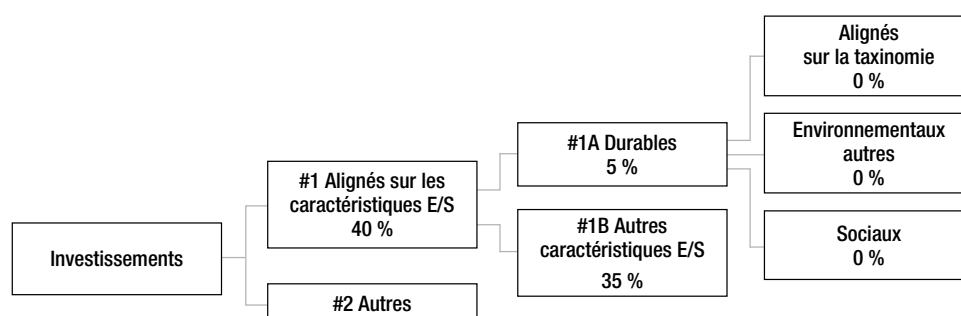 Investissements
#1 Alignés sur les
caractéristiques E/S
40 %
#2 Autres
#1A Durables
5 %
#1B Autres
caractéristiques E/S
35 %
Alignés
sur la taxinomie
0 %
Environnementaux
autres
0 %
Sociaux
0 %